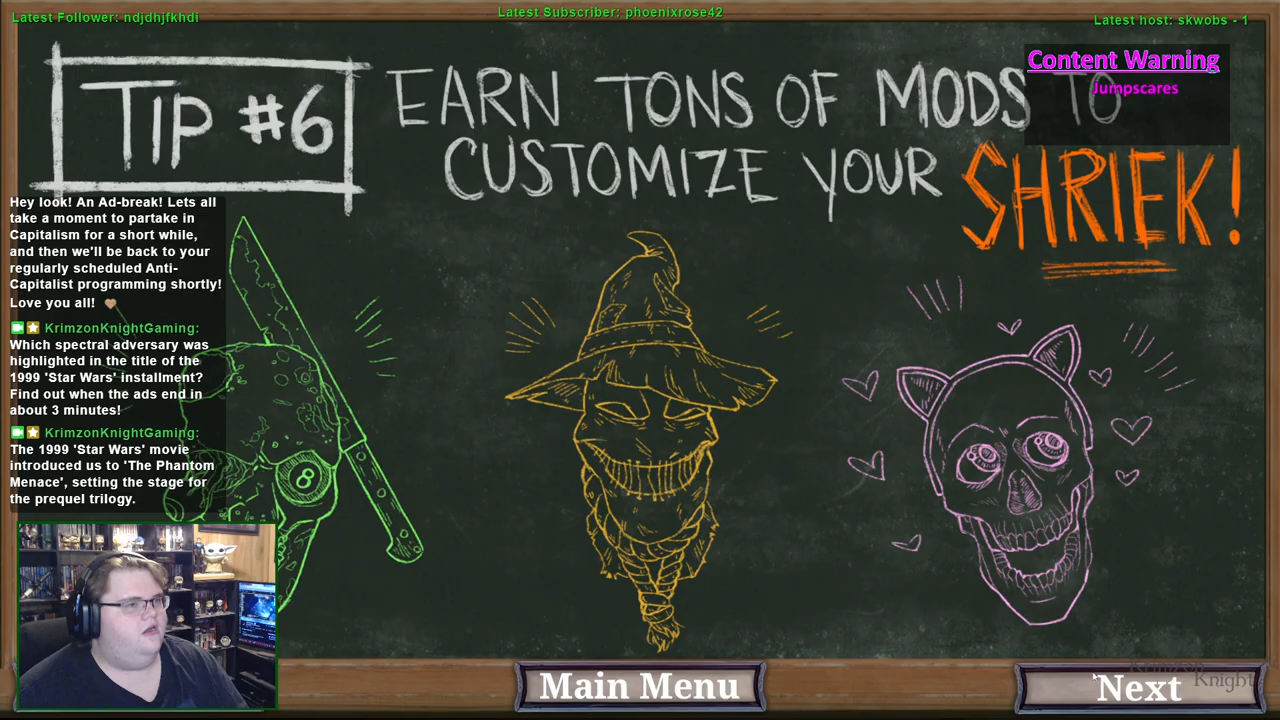 Latest Follower: ndjdhjfkhdi
Latest Subscriber: phoenixrose42
Latest host: skwobs - 1
Content Warning
Jumpscares
TIP #6
EARN TONS OF MODS TO
CUSTOMIZE YOUR SHRIEK!
Hey look! An Ad-break! Lets all
take a moment to partake in
Capitalism for a short while,
and then we'll be back to your
regularly scheduled Anti-
Capitalist programming shortly!
Love you all!
KrimzonKnightGaming:
Which spectral adversary was
highlighted in the title of the
1999 'Star Wars' installment?
Find out when the ads end in
about 3 minutes!
KrimzonKnightGaming:
The 1999 'Star Wars' movie
introduced us to 'The Phantom
Menace', setting the stage for
the prequel trilogy.
8
Main Menu
Next
Krimzon
Knight